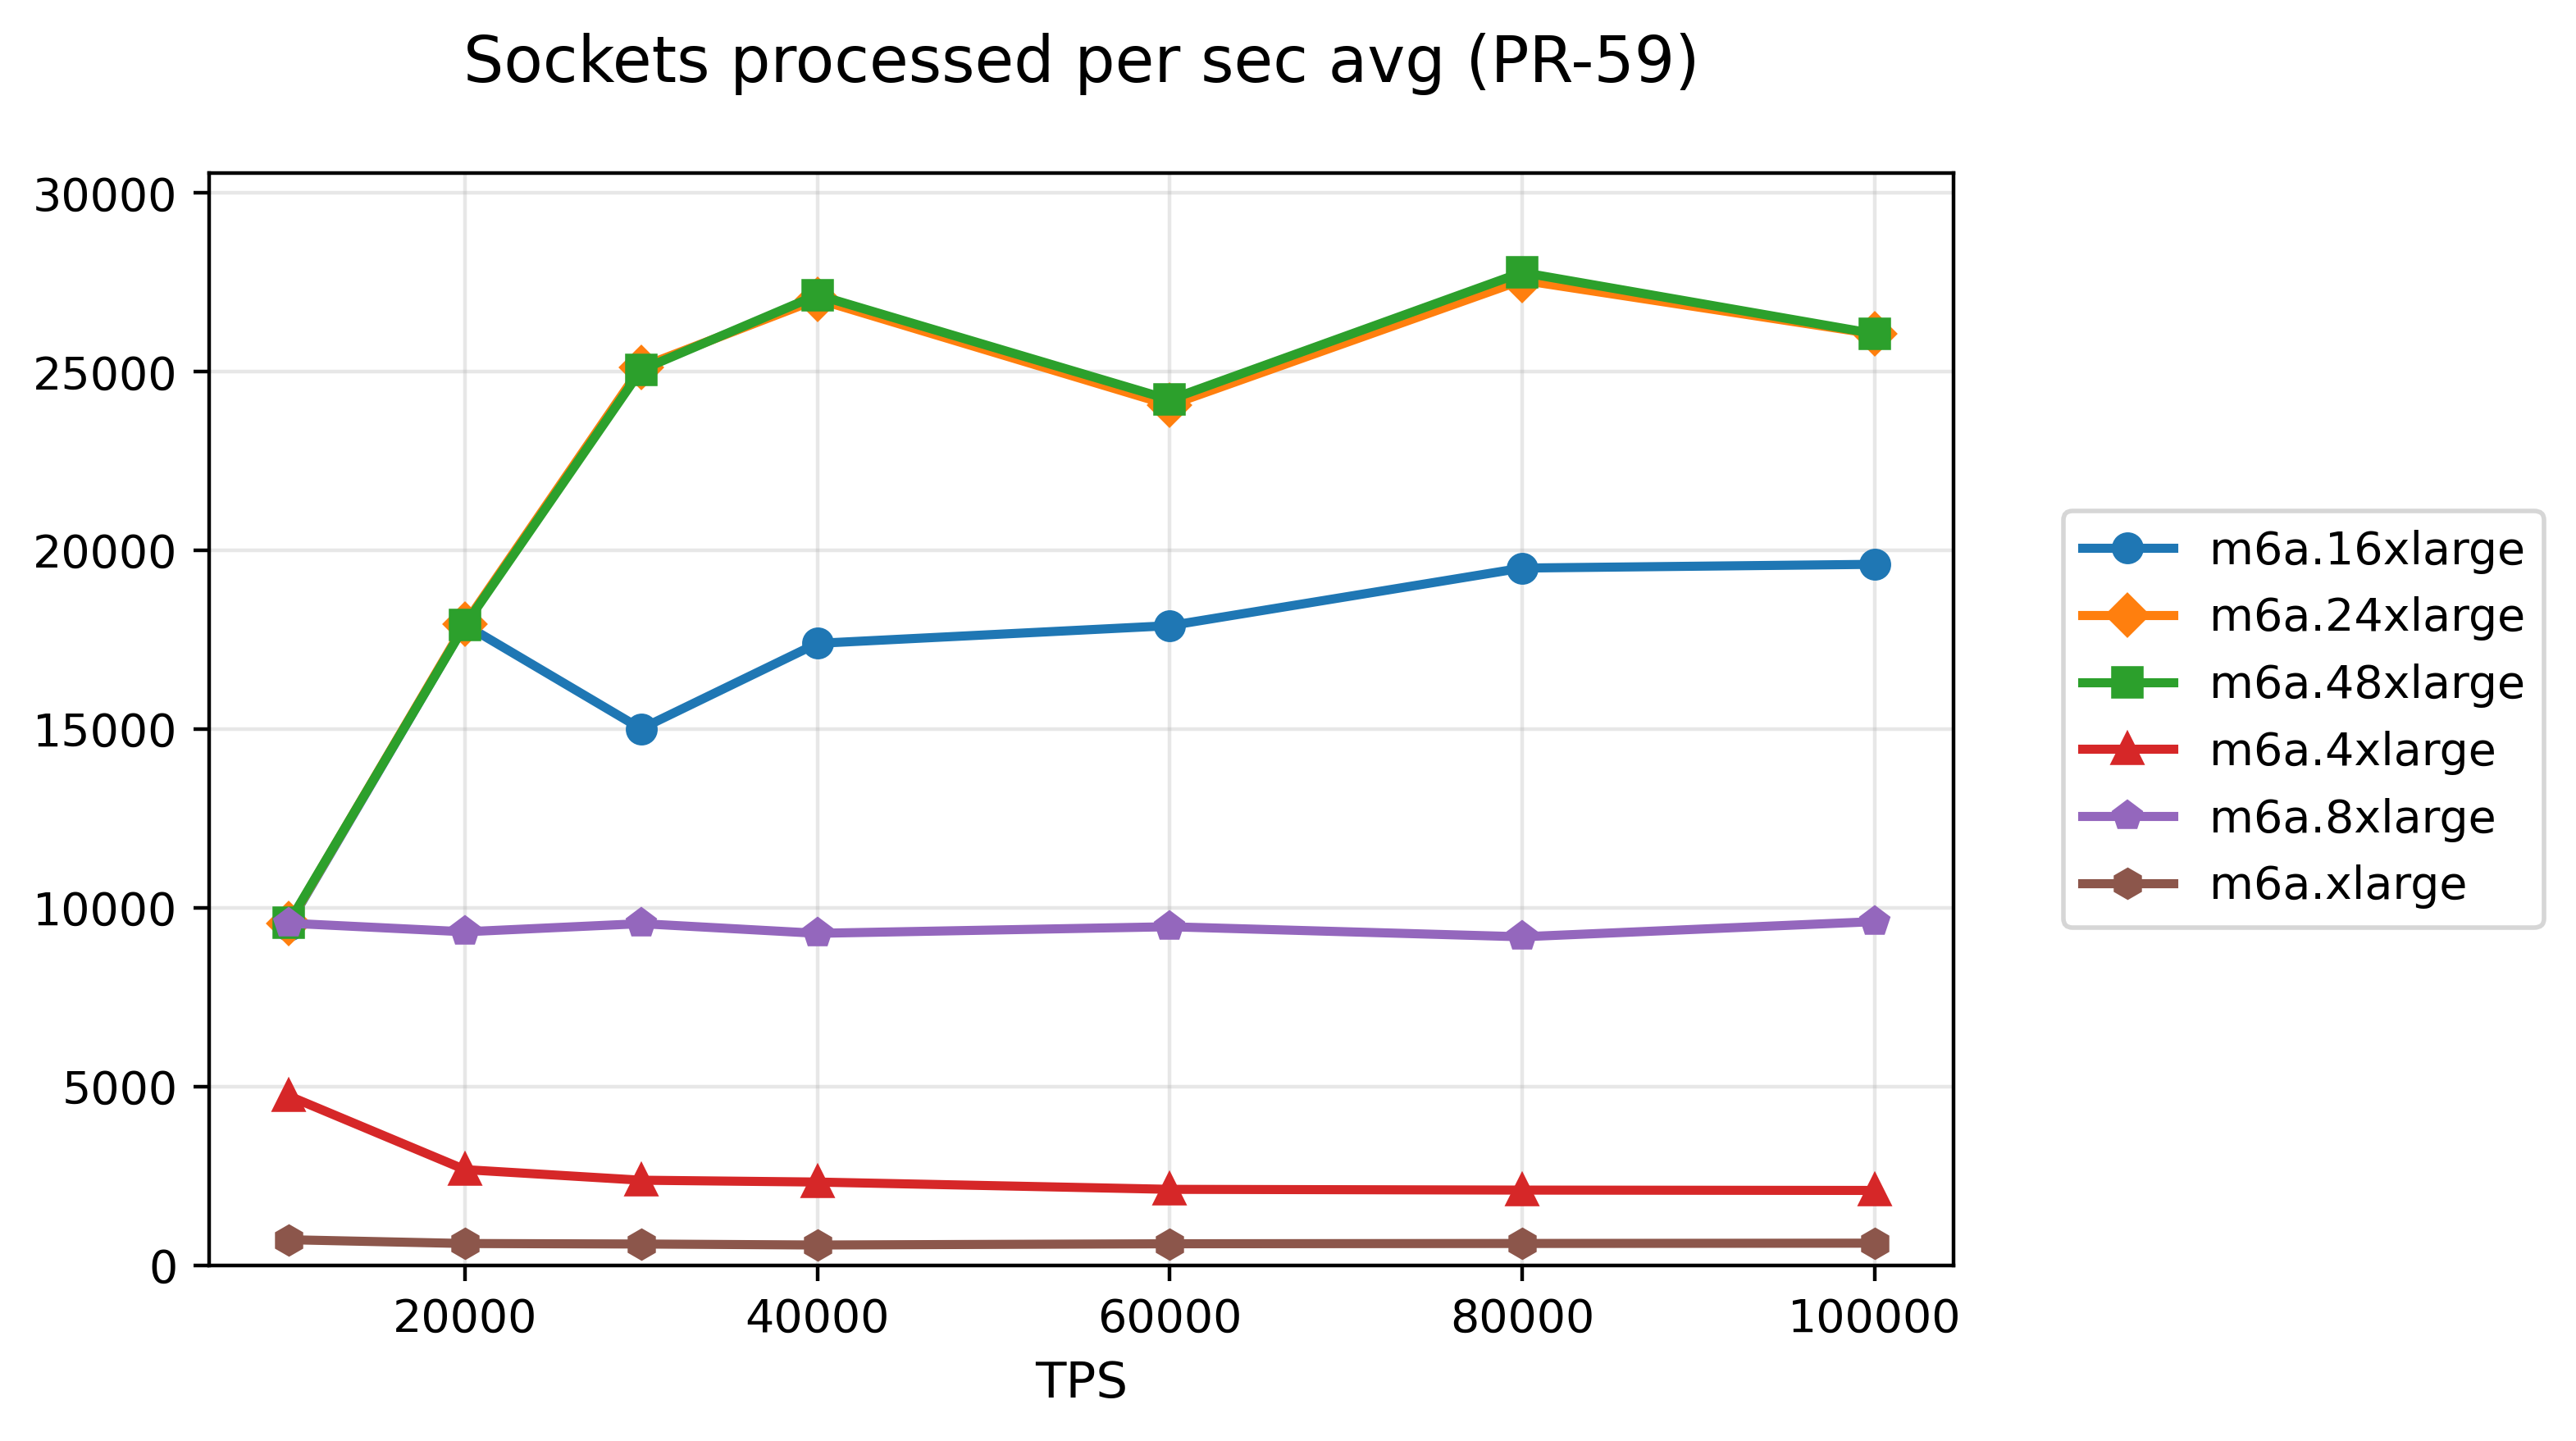 Sockets processed per sec avg (PR-59)
30000
25000
20000
15000
10000
5000
0
20000 40000 60000 80000 100000
TPS
m6a.16xlarge
m6a.24xlarge
m6a.48xlarge
m6a.4xlarge
m6a.8xlarge
m6a.xlarge